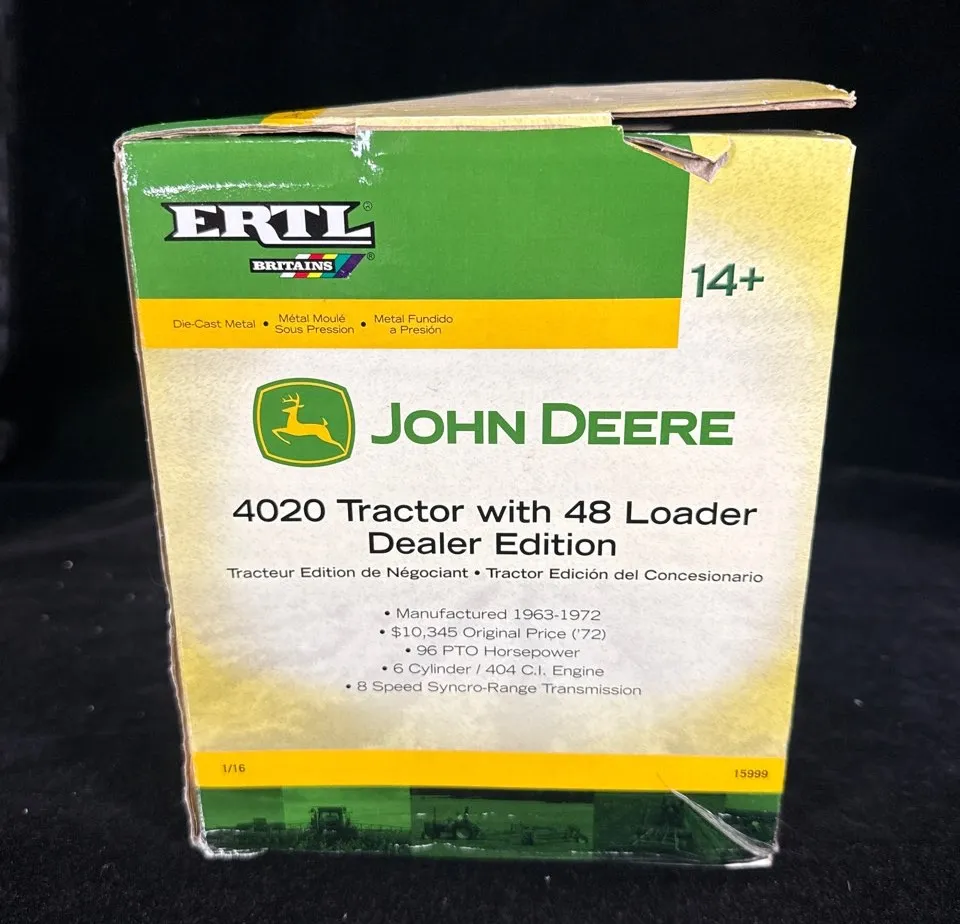 ERTL®
BRITAINS®
14+
Die-Cast Metal • Métal Moulé Sous Pression • Metal Fundido a Presión
JOHN DEERE
4020 Tractor with 48 Loader
Dealer Edition
Tracteur Edition de Négociant • Tractor Edición del Concesionario
• Manufactured 1963-1972
• $10,345 Original Price ('72)
• 96 PTO Horsepower
• 6 Cylinder / 404 C.I. Engine
• 8 Speed Syncro-Range Transmission
1/16
15999